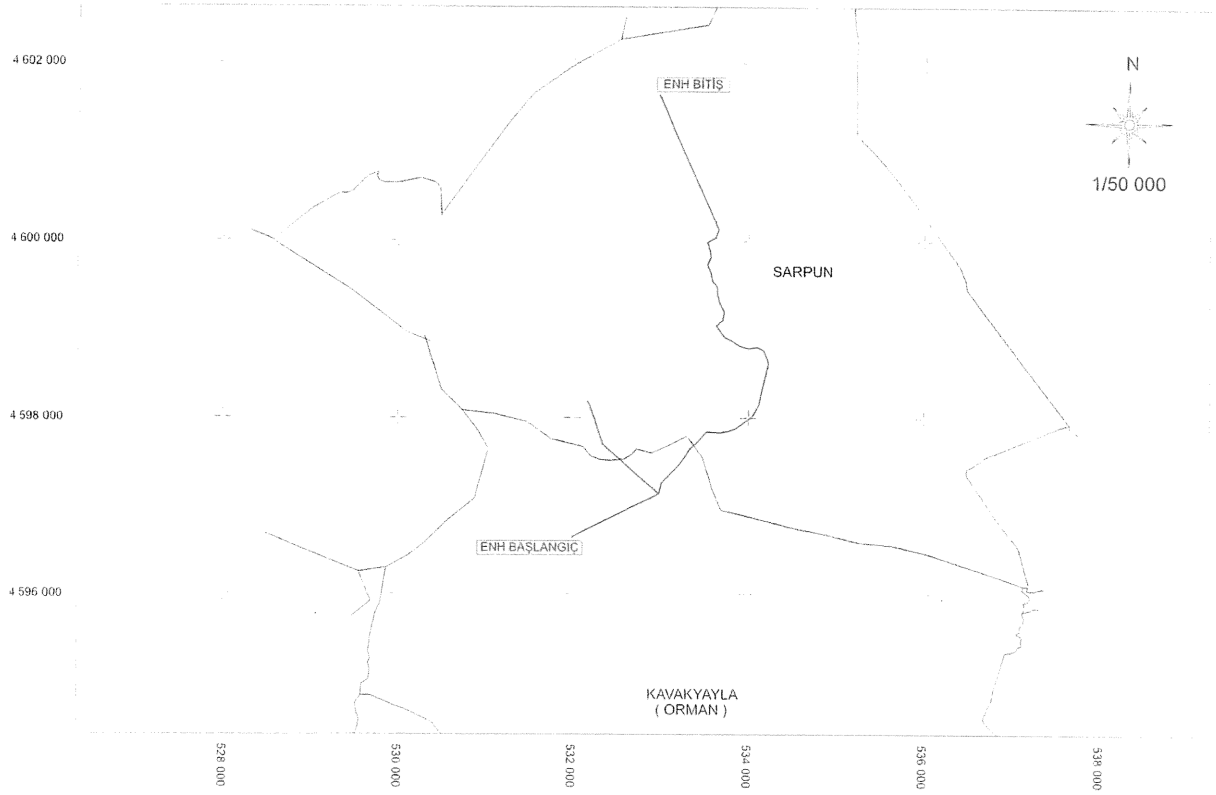 4 602 000
ENH BİTİŞ
N
1/50 000
4 600 000
SARPUN
4 598 000
ENH BAŞLANGIÇ
4 596 000
KAVAKYAYLA
( ORMAN )
528 000
530 000
532 000
534 000
536 000
538 000